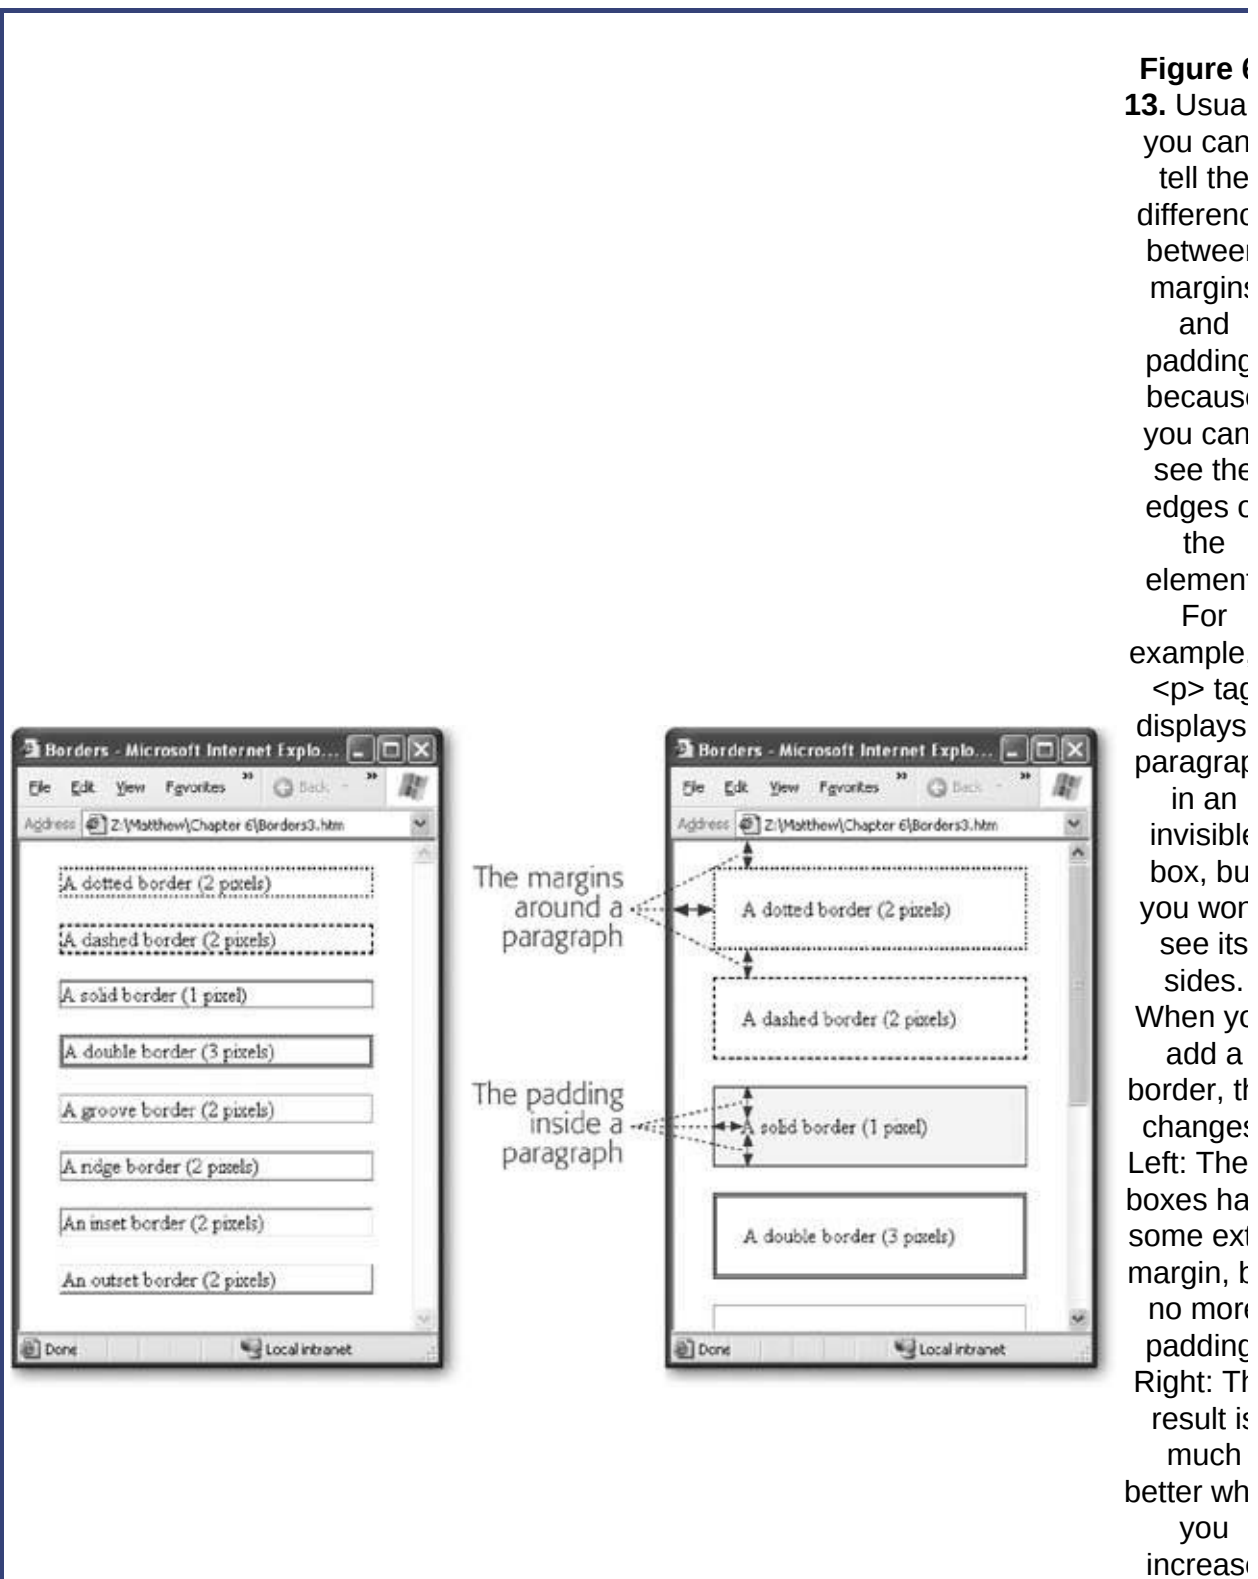 Figure 6
13. Usua
you can
tell the
differenc
between
margins
and
padding
because
you can
see the
edges o
the
element
For
example,
<p> tag
displays
paragrap
in an
invisible
box, bu
you won
see its
sides.
When yo
add a
border, th
changes
Left: The
boxes ha
some ext
margin, b
no more
padding
Right: Th
result is
much
better wh
you
increase
Borders - Microsoft Internet Explo...
File Edit View Favorites » Back »
Address Z:\Matthew\Chapter 6\Borders3.htm
A dotted border (2 pixels)
A dashed border (2 pixels)
A solid border (1 pixel)
A double border (3 pixels)
A groove border (2 pixels)
A ridge border (2 pixels)
An inset border (2 pixels)
An outset border (2 pixels)
Done Local intranet
The margins
around a
paragraph
The padding
inside a
paragraph
Borders - Microsoft Internet Explo...
File Edit View Favorites » Back »
Address Z:\Matthew\Chapter 6\Borders3.htm
A dotted border (2 pixels)
A dashed border (2 pixels)
A solid border (1 pixel)
A double border (3 pixels)
Done Local intranet